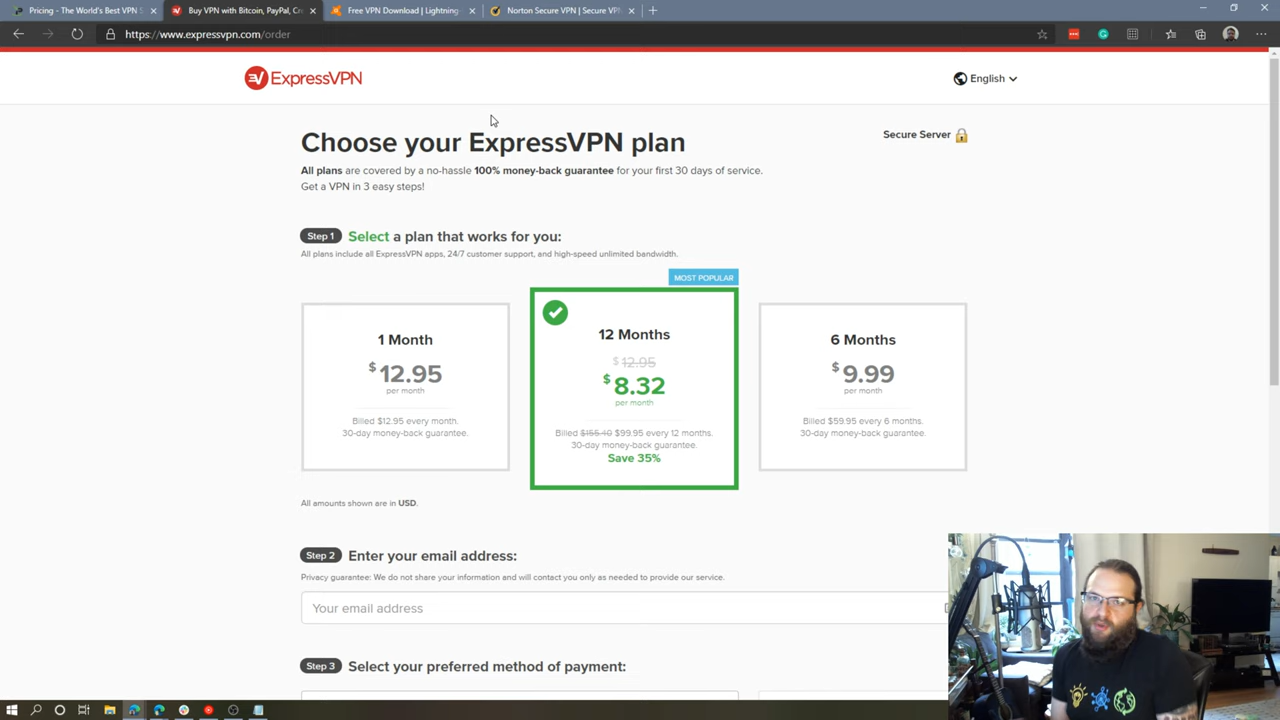 Pricing - The World's Best VPN S
Buy VPN with Bitcoin, PayPal, Cr
Free VPN Download | Lightning
Norton Secure VPN | Secure VP
https://www.expressvpn.com/order
ExpressVPN
English
Choose your ExpressVPN plan
Secure Server
All plans are covered by a no-hassle 100% money-back guarantee for your first 30 days of service.
Get a VPN in 3 easy steps!
Step 1 Select a plan that works for you:
All plans include all ExpressVPN apps, 24/7 customer support, and high-speed unlimited bandwidth.
MOST POPULAR
1 Month
$12.95
per month
Billed $12.95 every month.
30-day money-back guarantee.
12 Months
$12.95
$8.32
per month
Billed $155.40 $99.95 every 12 months.
30-day money-back guarantee.
Save 35%
6 Months
$9.99
per month
Billed $59.95 every 6 months.
30-day money-back guarantee.
All amounts shown are in USD.
Step 2 Enter your email address:
Privacy guarantee: We do not share your information and will contact you only as needed to provide our service.
Your email address
Step 3 Select your preferred method of payment: